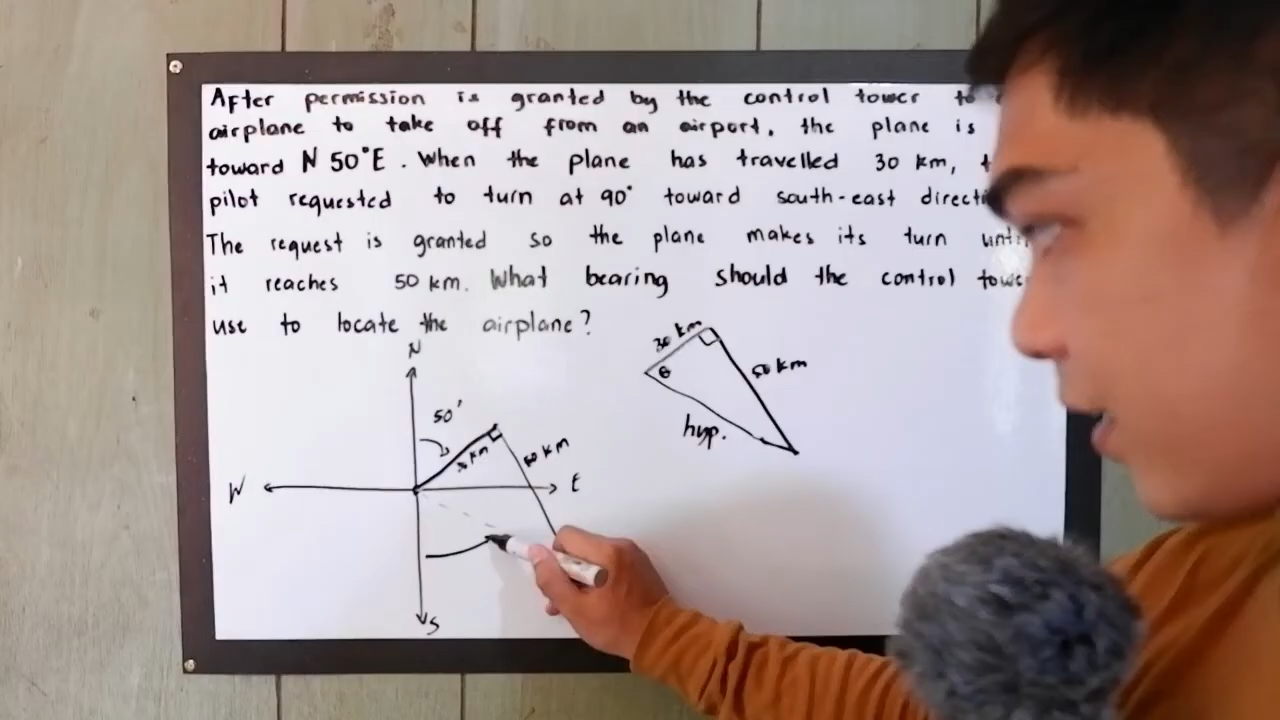 After permission is granted by the control tower to
airplane to take off from an airport, the plane is
toward N 50°E. When the plane has travelled 30 km,
pilot requested to turn at 90° toward south-east
The request is granted so the plane makes its turn
it reaches 50 km. What bearing should the control
use to locate the airplane?
N
50°
30 km
50 km
W
E
S
30 km
θ
50 km
hyp.